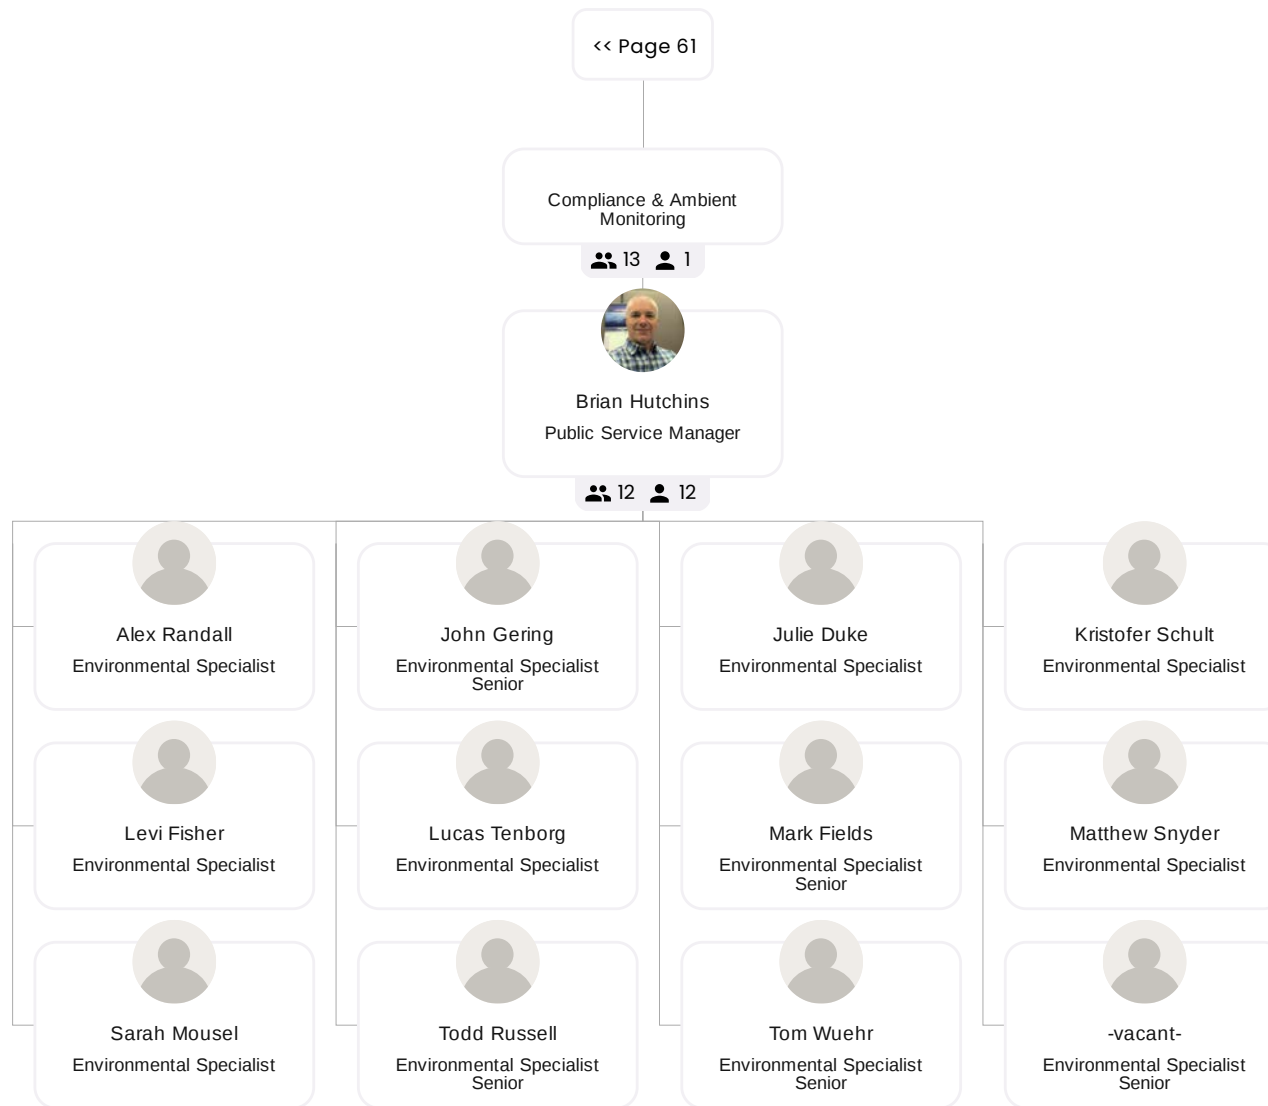 << Page 61
Compliance & Ambient
Monitoring
13 1
Brian Hutchins
Public Service Manager
12 12
Alex Randall
Environmental Specialist
John Gering
Environmental Specialist
Senior
Julie Duke
Environmental Specialist
Kristofer Schult
Environmental Specialist
Levi Fisher
Environmental Specialist
Lucas Tenborg
Environmental Specialist
Mark Fields
Environmental Specialist
Senior
Matthew Snyder
Environmental Specialist
Sarah Mousel
Environmental Specialist
Todd Russell
Environmental Specialist
Senior
Tom Wuehr
Environmental Specialist
Senior
-vacant-
Environmental Specialist
Senior